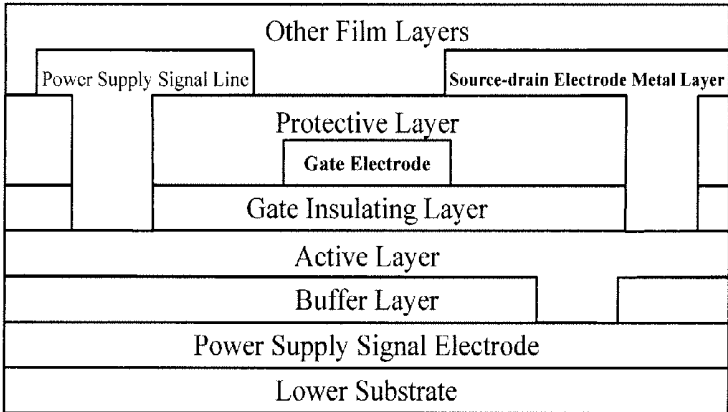 Other Film Layers
Power Supply Signal Line
Source-drain Electrode Metal Layer
Protective Layer
Gate Electrode
Gate Insulating Layer
Active Layer
Buffer Layer
Power Supply Signal Electrode
Lower Substrate